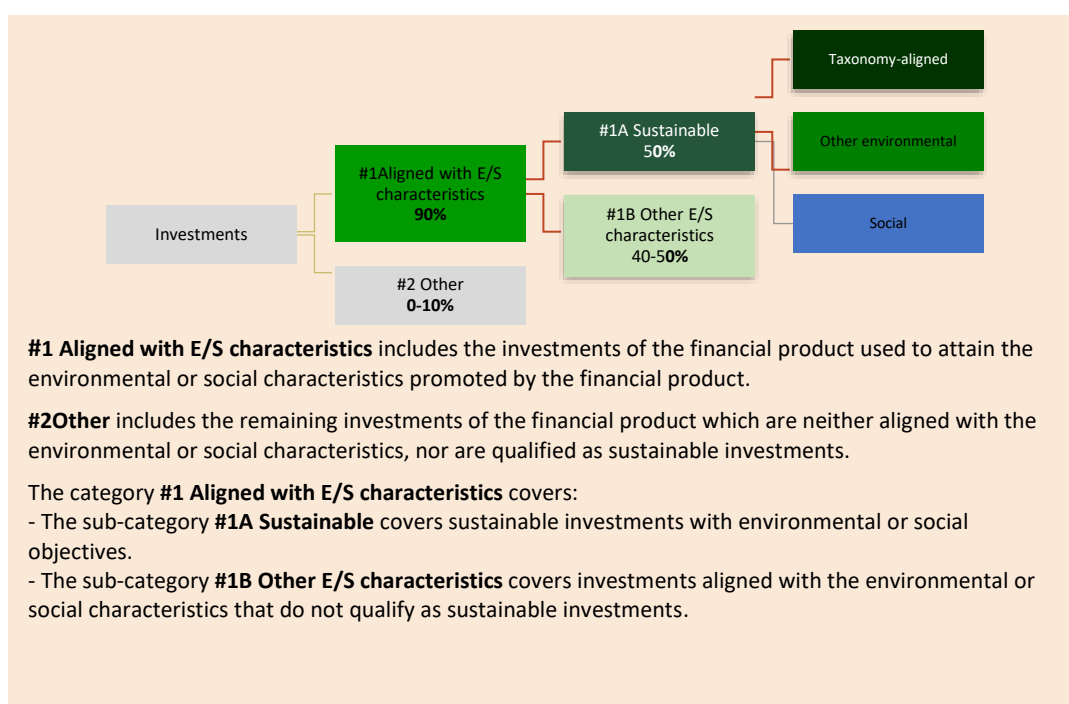 Taxonomy-aligned
#1A Sustainable
50%
Other environmental
#1Aligned with E/S
characteristics
90%
#1B Other E/S
characteristics
40-50%
Social
Investments
#2 Other
0-10%
#1 Aligned with E/S characteristics includes the investments of the financial product used to attain the
environmental or social characteristics promoted by the financial product.
#2Other includes the remaining investments of the financial product which are neither aligned with the
environmental or social characteristics, nor are qualified as sustainable investments.
The category #1 Aligned with E/S characteristics covers:
- The sub-category #1A Sustainable covers sustainable investments with environmental or social
objectives.
- The sub-category #1B Other E/S characteristics covers investments aligned with the environmental or
social characteristics that do not qualify as sustainable investments.